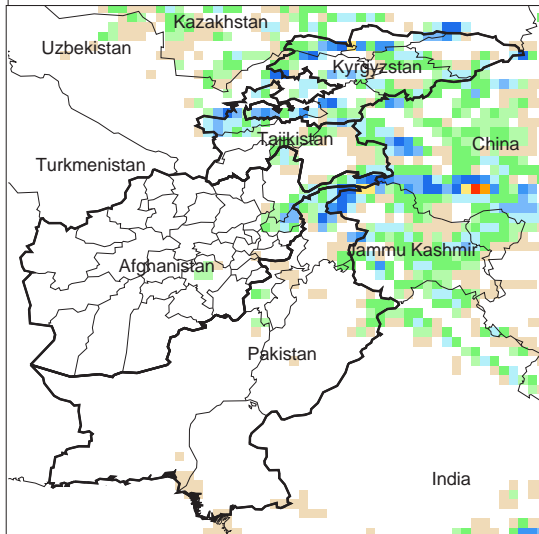 Kazakhstan
Uzbekistan
Kyrgyzstan
Tajikistan
China
Turkmenistan
Jammu Kashmir
Afghanistan
Pakistan
India